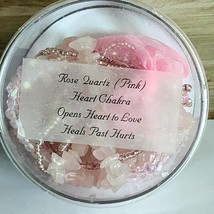 Rose Quartz (Pink)
Heart Chakra
Opens Heart to Love
Heals Past Hurts